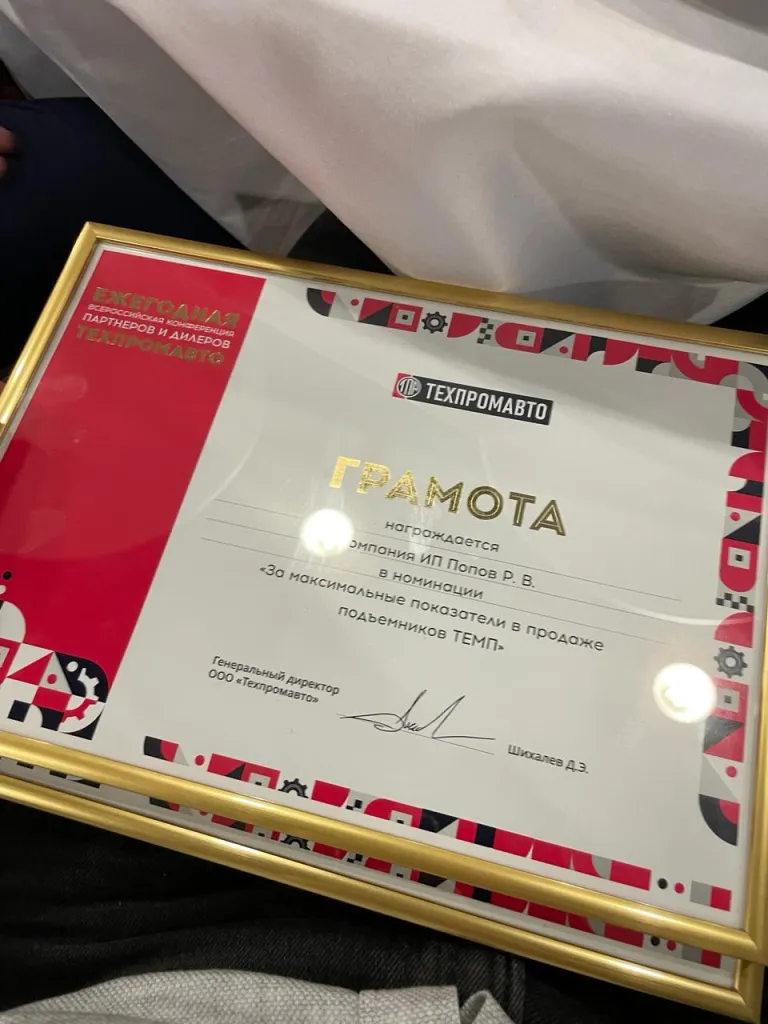 ЕЖЕГОДНАЯ
ВСЕРОССИЙСКАЯ КОНФЕРЕНЦИЯ
ПАРТНЕРОВ И ДИЛЕРОВ
ТЕХПРОМАВТО
ТЕХПРОМАВТО
ГРАМОТА
награждается
ИП Попов Р. В.
в номинации
«За максимальные показатели в продаже
подъемников ТЕМП»
Генеральный директор
ООО «Техпромавто»
Шихалев Д.Э.